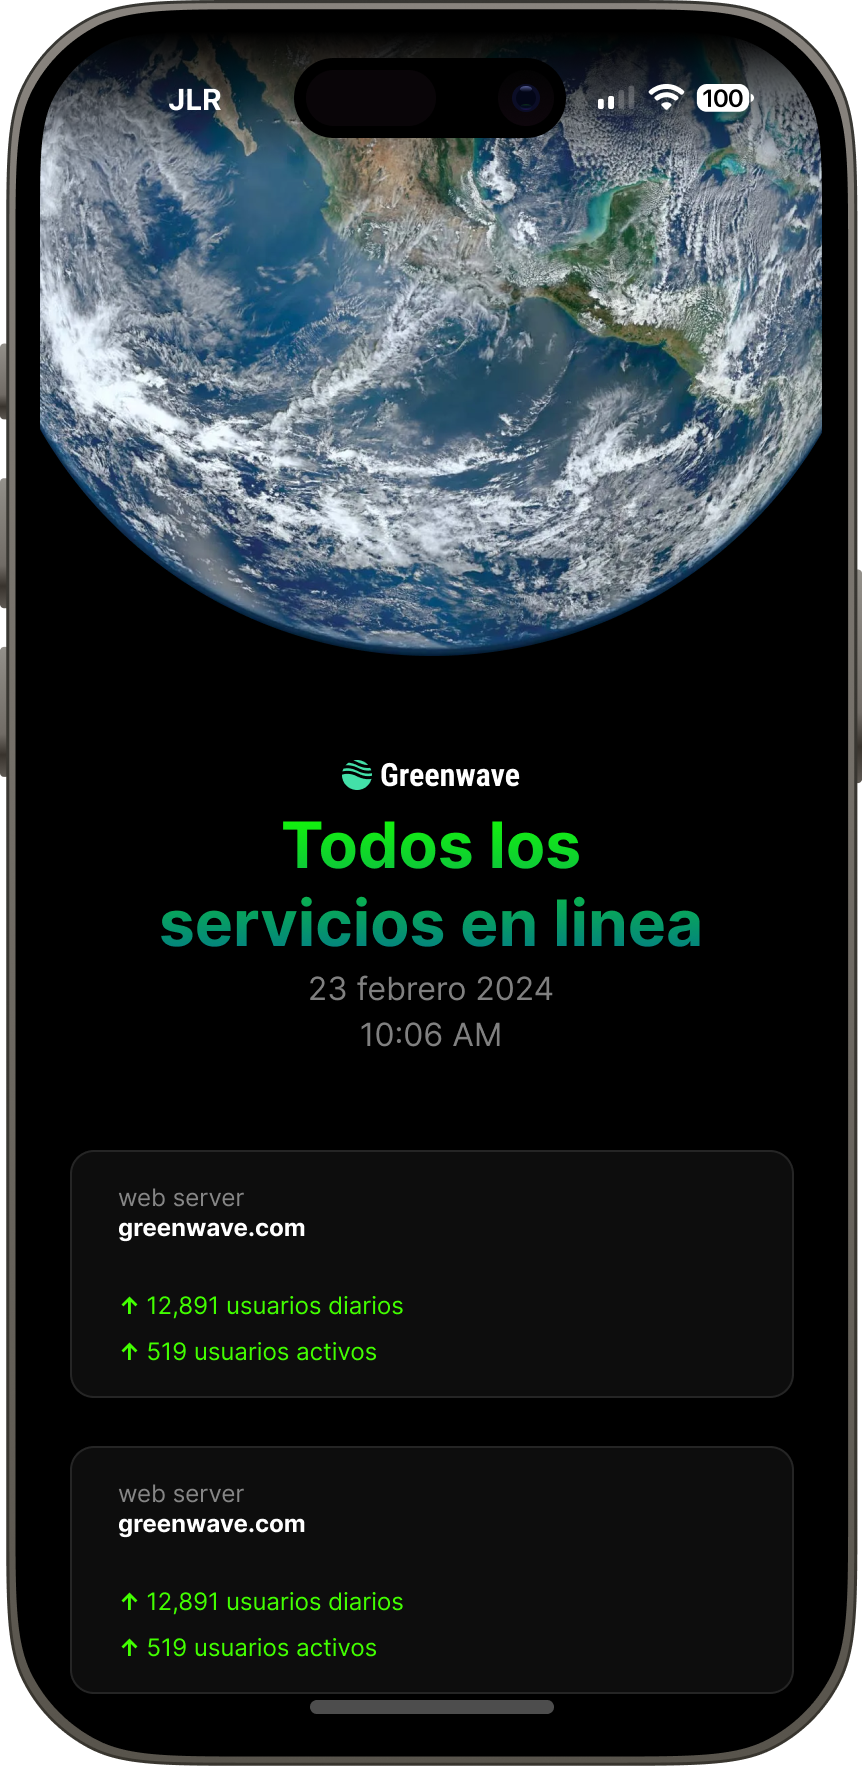 JLR
100
Greenwave
Todos los
servicios en linea
23 febrero 2024
10:06 AM
web server
greenwave.com
↑ 12,891 usuarios diarios
↑ 519 usuarios activos
web server
greenwave.com
↑ 12,891 usuarios diarios
↑ 519 usuarios activos